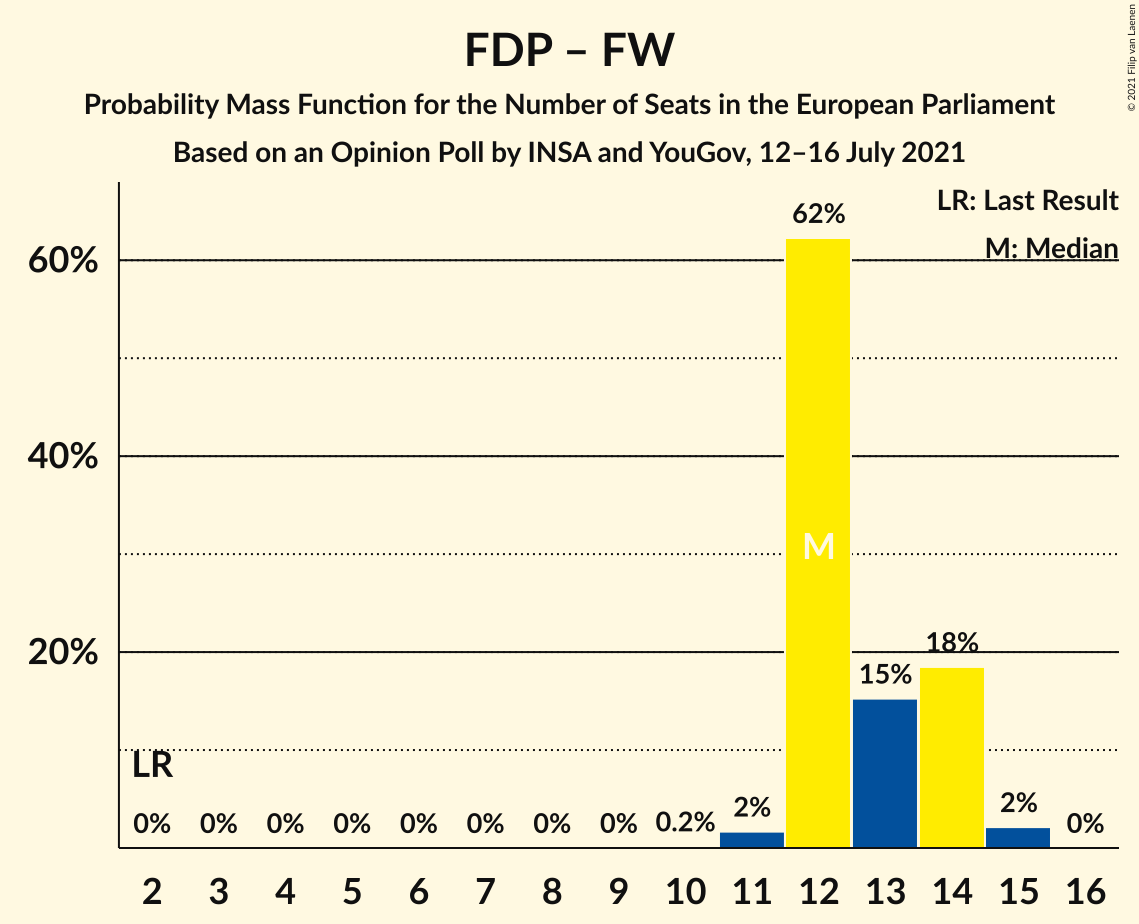 FDP – FW
Probability Mass Function for the Number of Seats in the European Parliament
Based on an Opinion Poll by INSA and YouGov, 12–16 July 2021
© 2021 Filip van Laenen
LR: Last Result
M: Median
60%
40%
20%
62%
M
18%
15%
LR
0% 0% 0% 0% 0% 0% 0% 0% 0.2% 2% 2% 0%
2 3 4 5 6 7 8 9 10 11 12 13 14 15 16